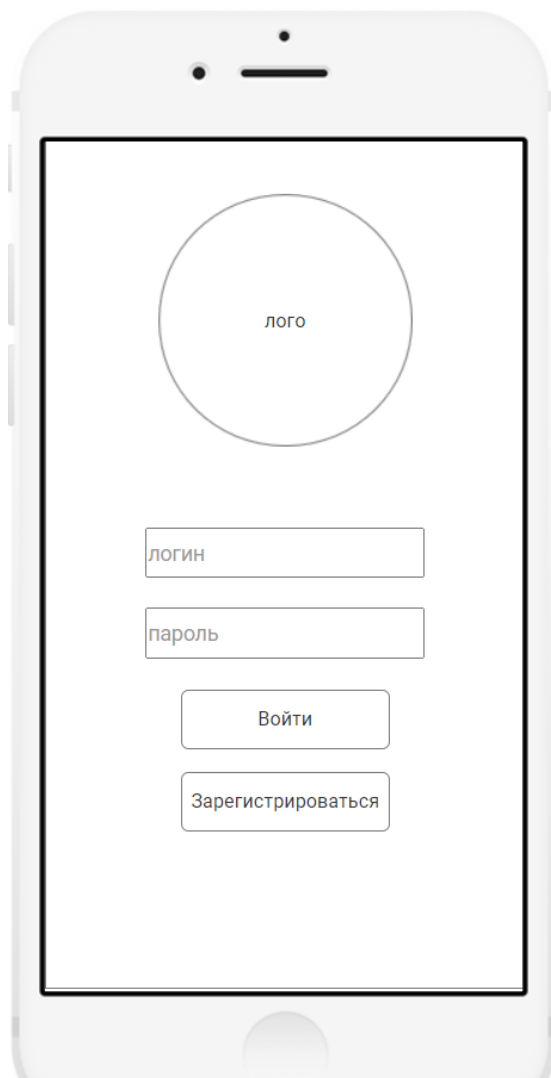 лого
логин
пароль
Войти
Зарегистрироваться